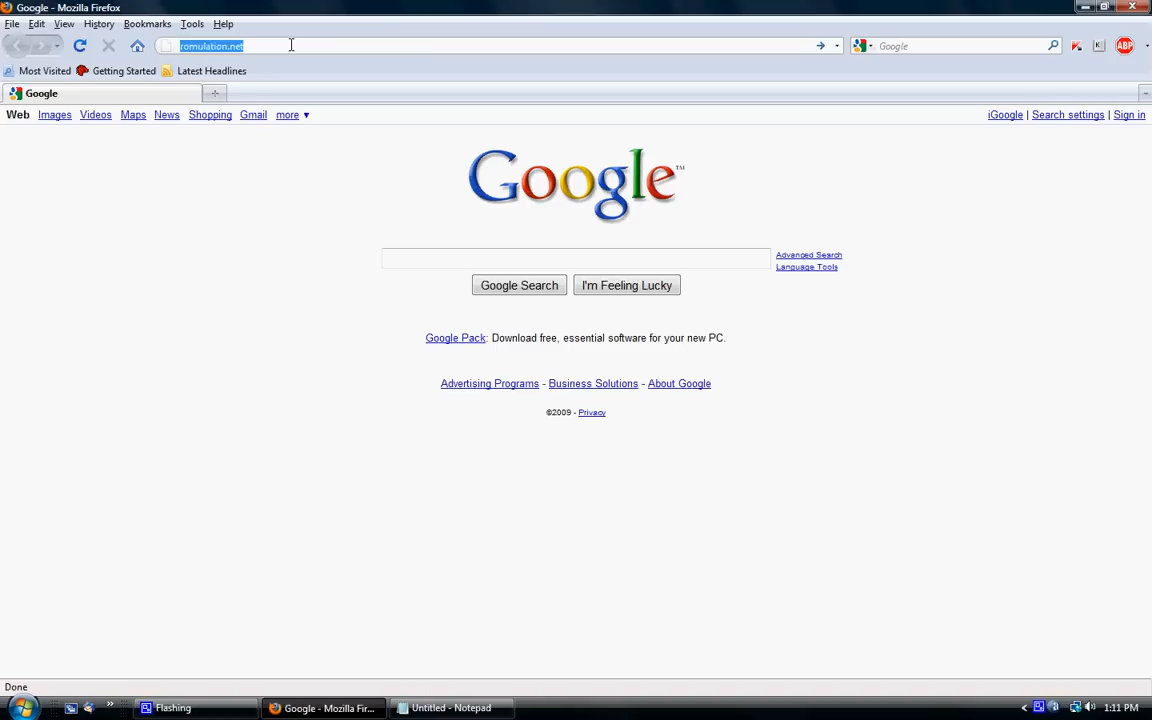 Google - Mozilla Firefox
File Edit View History Bookmarks Tools Help
romulation.net
Google
K
ABP
Most Visited Getting Started Latest Headlines
Google
Web Images Videos Maps News Shopping Gmail more ▼
iGoogle | Search settings | Sign in
Google™
Advanced Search
Language Tools
Google Search I'm Feeling Lucky
Google Pack: Download free, essential software for your new PC.
Advertising Programs - Business Solutions - About Google
©2009 - Privacy
Done
Flashing Google - Mozilla Fir... Untitled - Notepad 1:11 PM